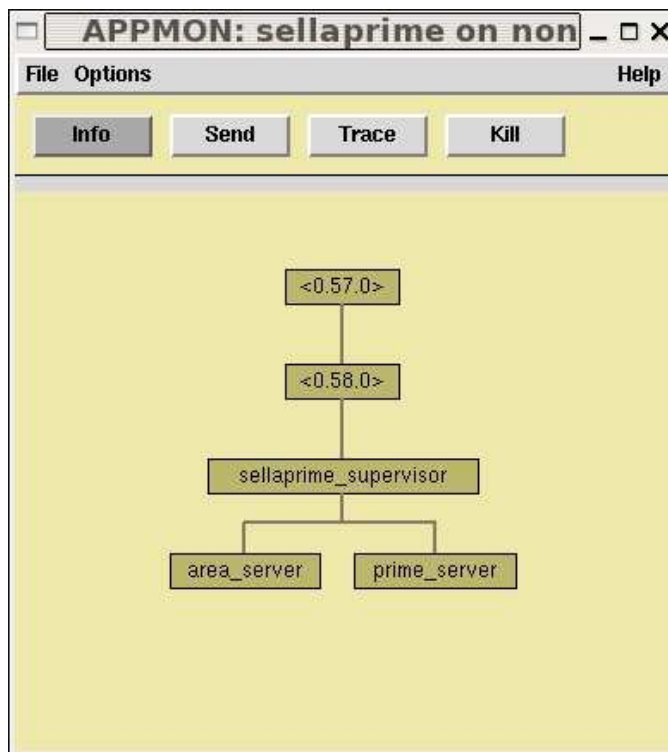 APPMON: sellaprime on non
File Options Help
Info Send Trace Kill
<0.57.0>
<0.58.0>
sellaprime_supervisor
area_server prime_server